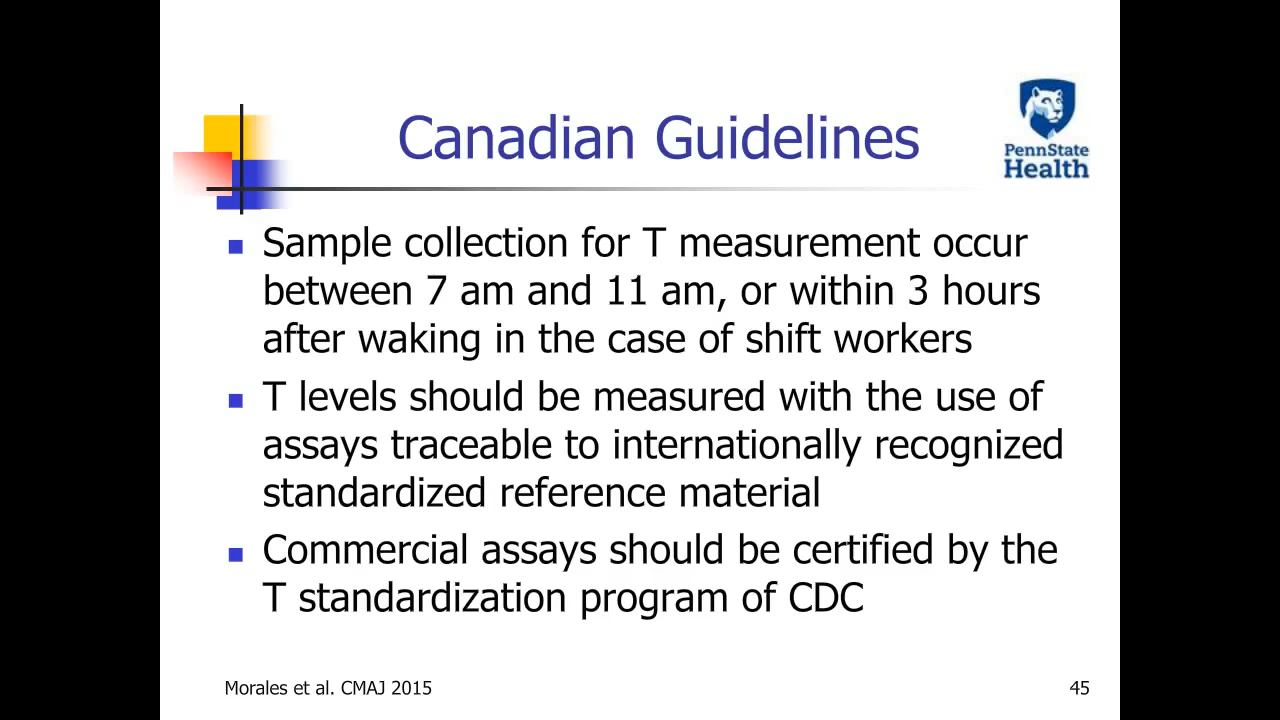 Canadian Guidelines
PennState
Health
Sample collection for T measurement occur
between 7 am and 11 am, or within 3 hours
after waking in the case of shift workers
T levels should be measured with the use of
assays traceable to internationally recognized
standardized reference material
Commercial assays should be certified by the
T standardization program of CDC
Morales et al. CMAJ 2015
45